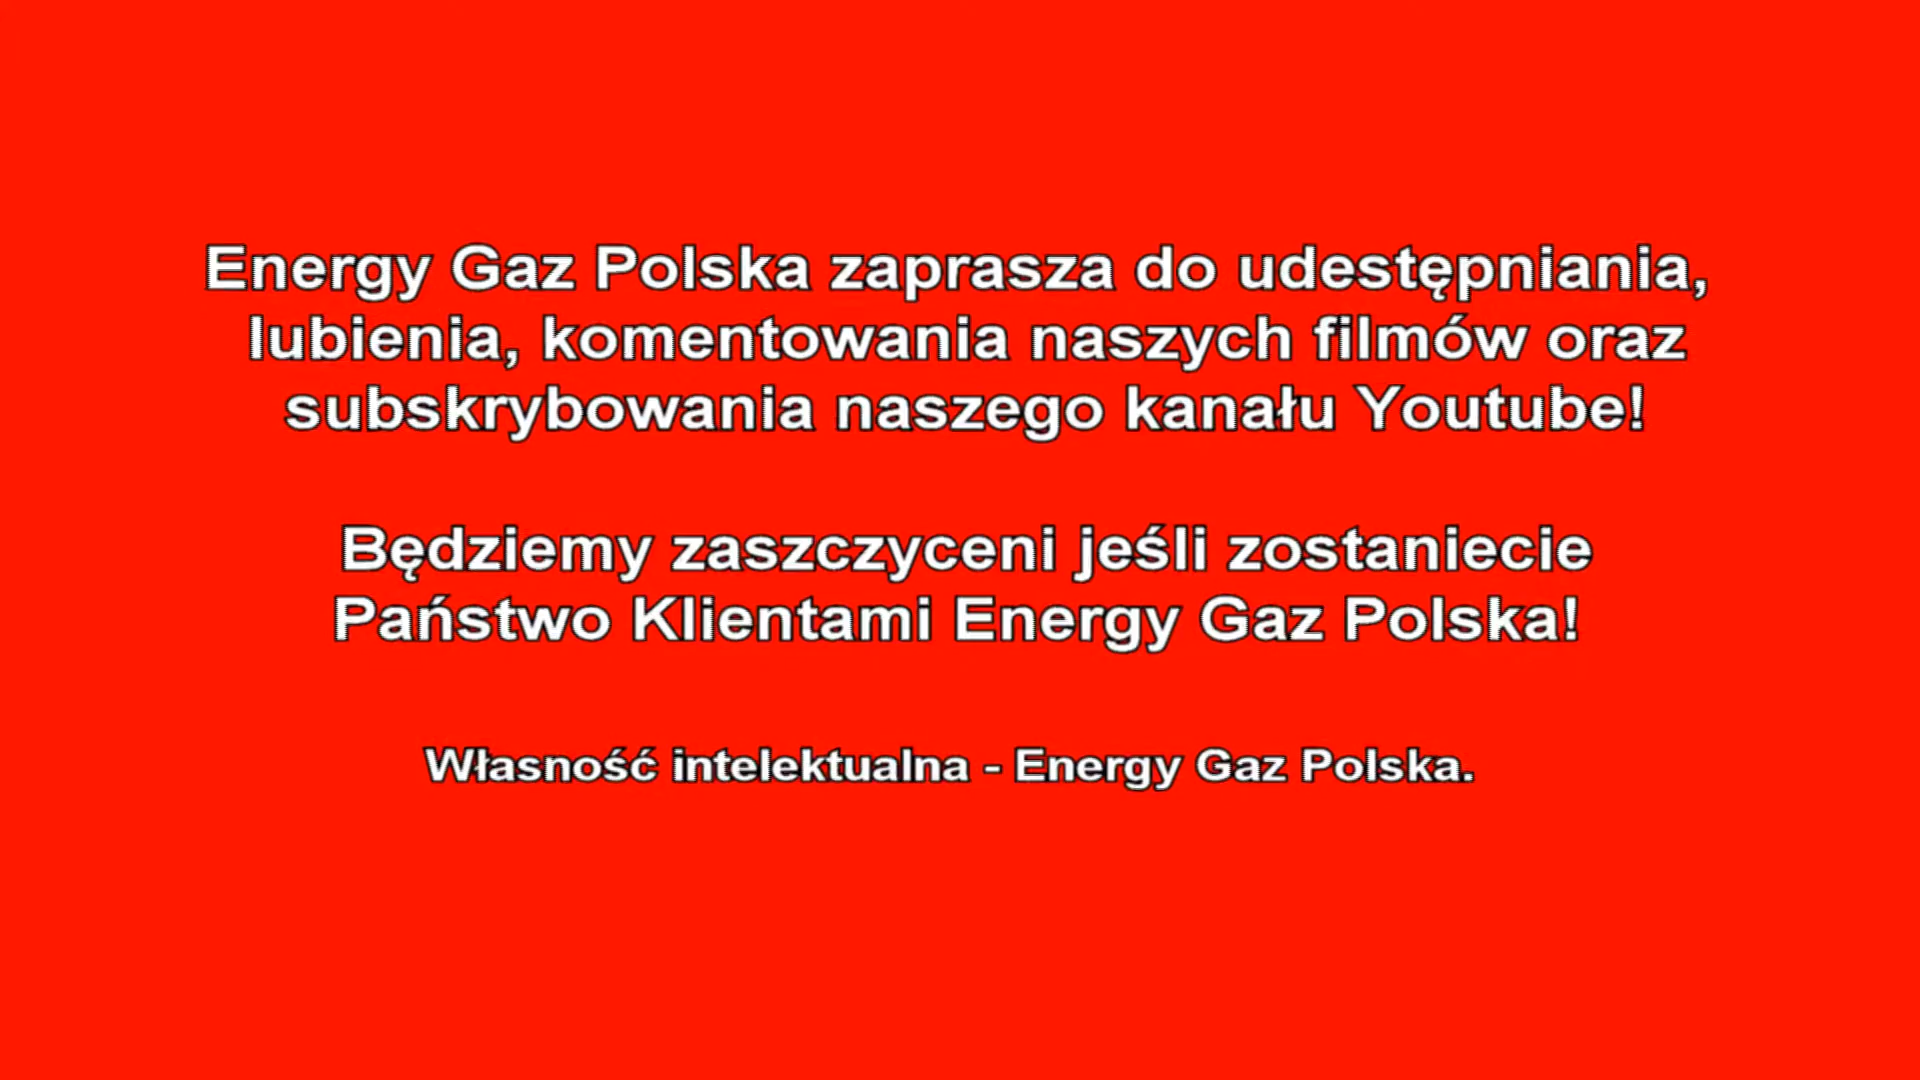 Energy Gaz Polska zaprasza do udestępniania,
lubienia, komentowania naszych filmów oraz
subskrybowania naszego kanału Youtube!
Będziemy zaszczyceni jeśli zostaniecie
Państwo Klientami Energy Gaz Polska!
Własność intelektualna - Energy Gaz Polska.